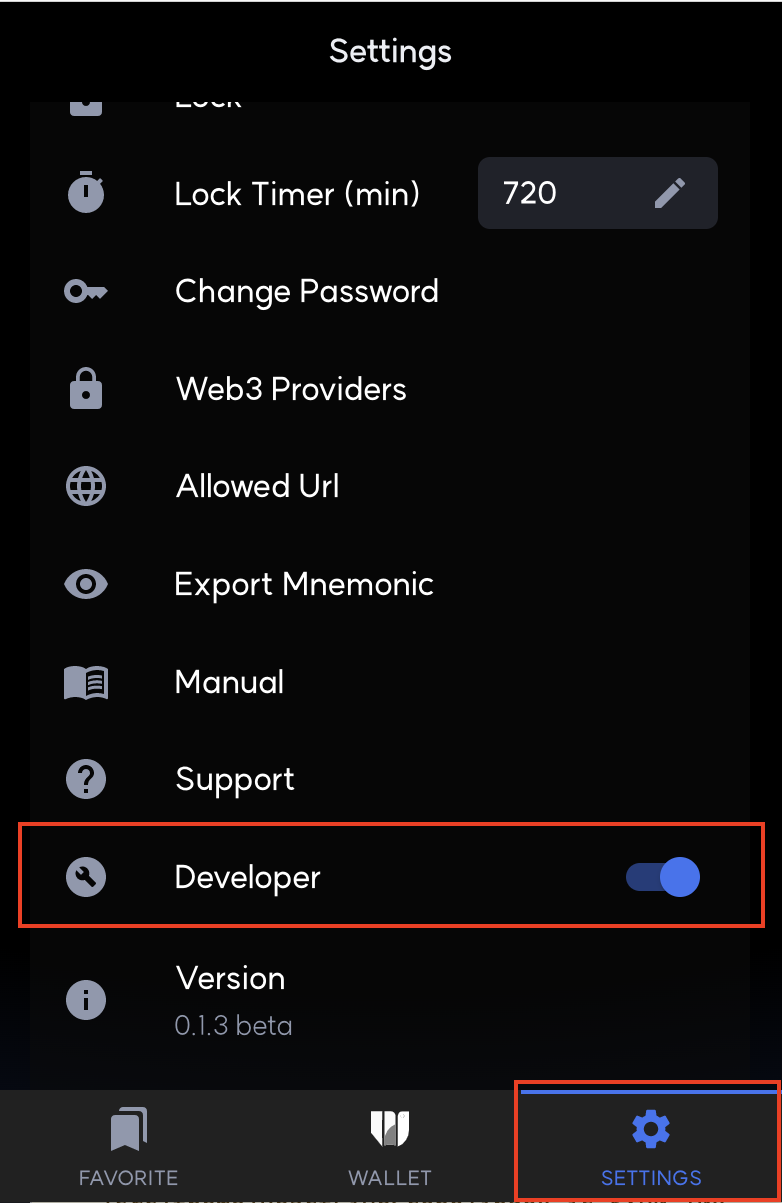 Settings
Lock
Lock Timer (min)
720
Change Password
Web3 Providers
Allowed Url
Export Mnemonic
Manual
Support
Developer
Version
0.1.3 beta
FAVORITE
WALLET
SETTINGS